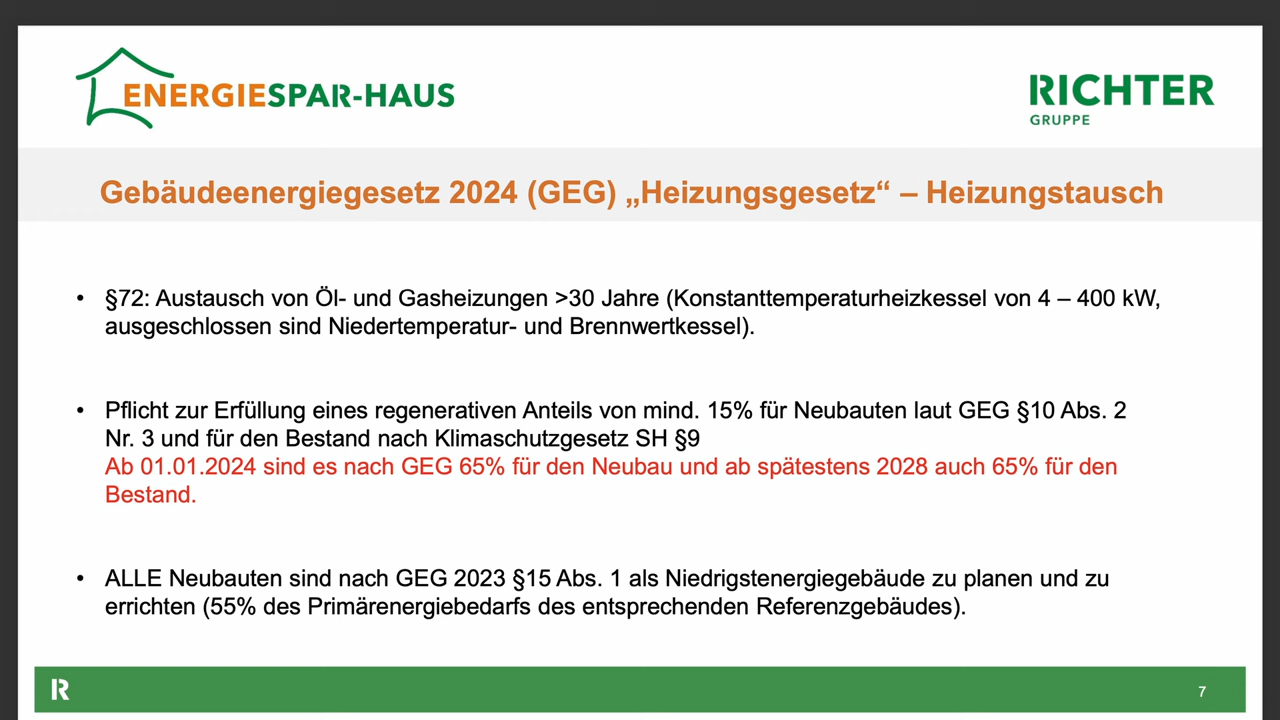 ENERGIESPAR-HAUS
RICHTER
GRUPPE
Gebäudeenergiegesetz 2024 (GEG) „Heizungsgesetz“ – Heizungstausch
• §72: Austausch von Öl- und Gasheizungen >30 Jahre (Konstanttemperaturheizkessel von 4 – 400 kW,
ausgeschlossen sind Niedertemperatur- und Brennwertkessel).
• Pflicht zur Erfüllung eines regenerativen Anteils von mind. 15% für Neubauten laut GEG §10 Abs. 2
Nr. 3 und für den Bestand nach Klimaschutzgesetz SH §9
Ab 01.01.2024 sind es nach GEG 65% für den Neubau und ab spätestens 2028 auch 65% für den
Bestand.
• ALLE Neubauten sind nach GEG 2023 §15 Abs. 1 als Niedrigstenergiegebäude zu planen und zu
errichten (55% des Primärenergiebedarfs des entsprechenden Referenzgebäudes).
R
7